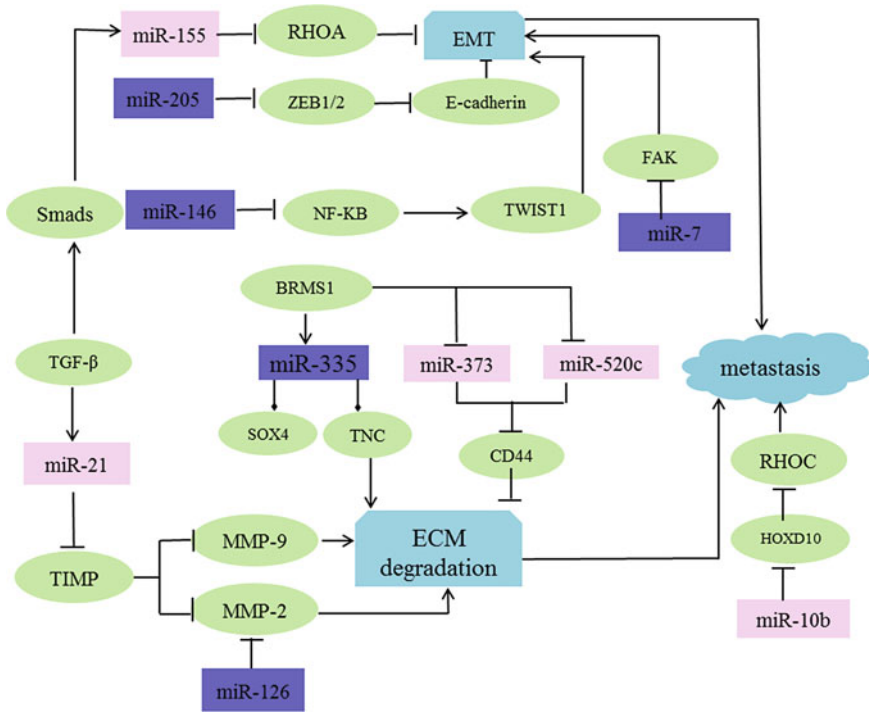 miR-155
RHOA
EMT
miR-205
ZEB1/2
E-cadherin
FAK
Smads
miR-146
NF-KB
TWIST1
miR-7
BRMS1
TGF-β
miR-335
miR-373
miR-520c
metastasis
SOX4
TNC
CD44
miR-21
RHOC
MMP-9
ECM
degradation
HOXD10
TIMP
MMP-2
miR-10b
miR-126